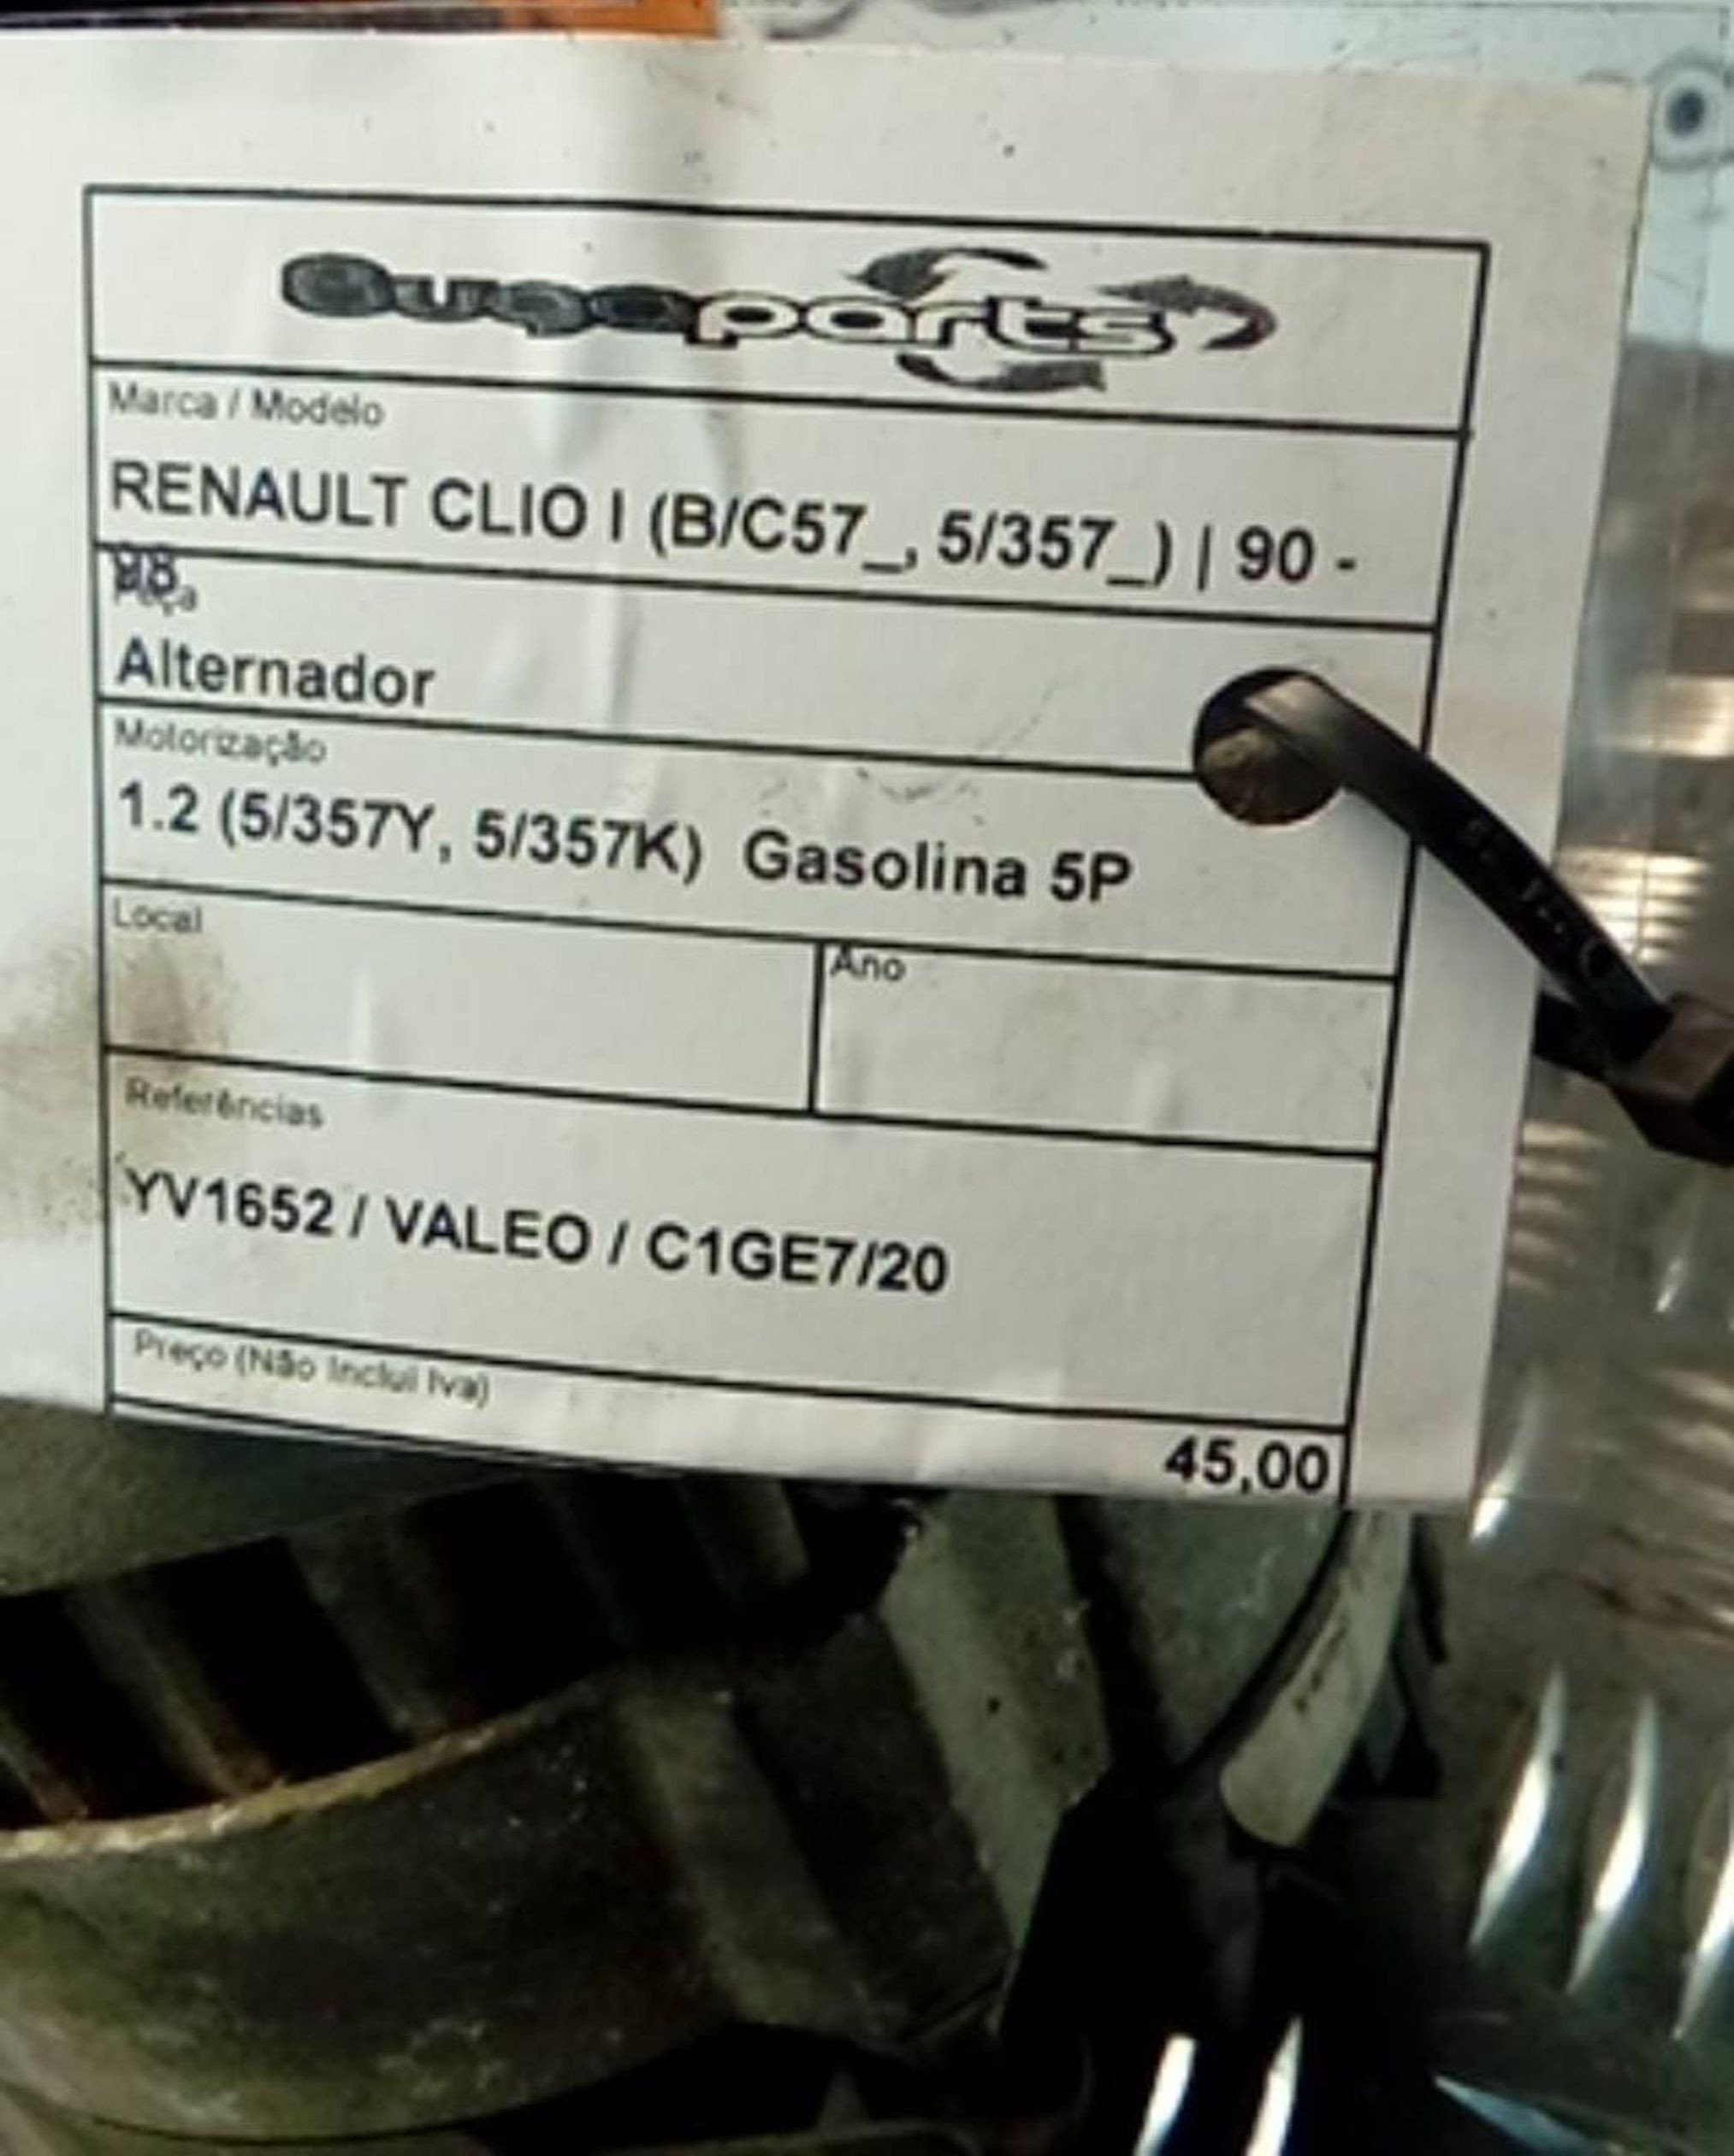 Ougaparts
Marca / Modelo
RENAULT CLIO I (B/C57_, 5/357_) | 90 -
98
Peça
Alternador
Motorização
1.2 (5/357Y, 5/357K) Gasolina 5P
Local
Ano
Referências
YV1652 / VALEO / C1GE7/20
Preço (Não Inclui Iva)
45,00